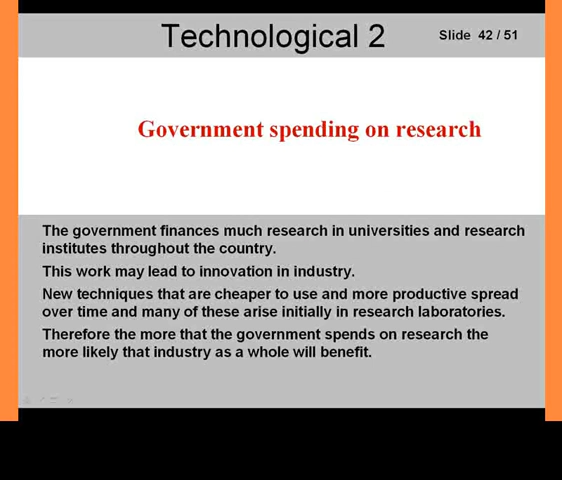 Technological 2
Slide 42 / 51
Government spending on research
The government finances much research in universities and research
institutes throughout the country.
This work may lead to innovation in industry.
New techniques that are cheaper to use and more productive spread
over time and many of these arise initially in research laboratories.
Therefore the more that the government spends on research the
more likely that industry as a whole will benefit.